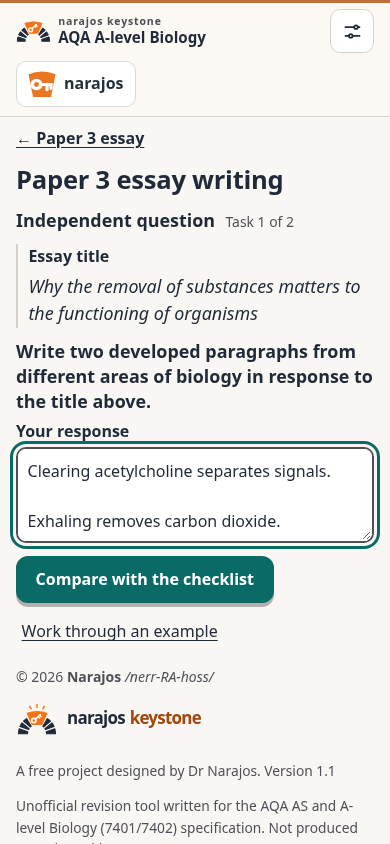 narajos keystone
AQA A-level Biology
narajos
← Paper 3 essay
Paper 3 essay writing
Independent question Task 1 of 2
Essay title
Why the removal of substances matters to
the functioning of organisms
Write two developed paragraphs from
different areas of biology in response to
the title above.
Your response
Clearing acetylcholine separates signals.
Exhaling removes carbon dioxide.
Compare with the checklist
Work through an example
© 2026 Narajos /nerr-RA-hoss/
narajos keystone
A free project designed by Dr Narajos. Version 1.1
Unofficial revision tool written for the AQA AS and A-
level Biology (7401/7402) specification. Not produced